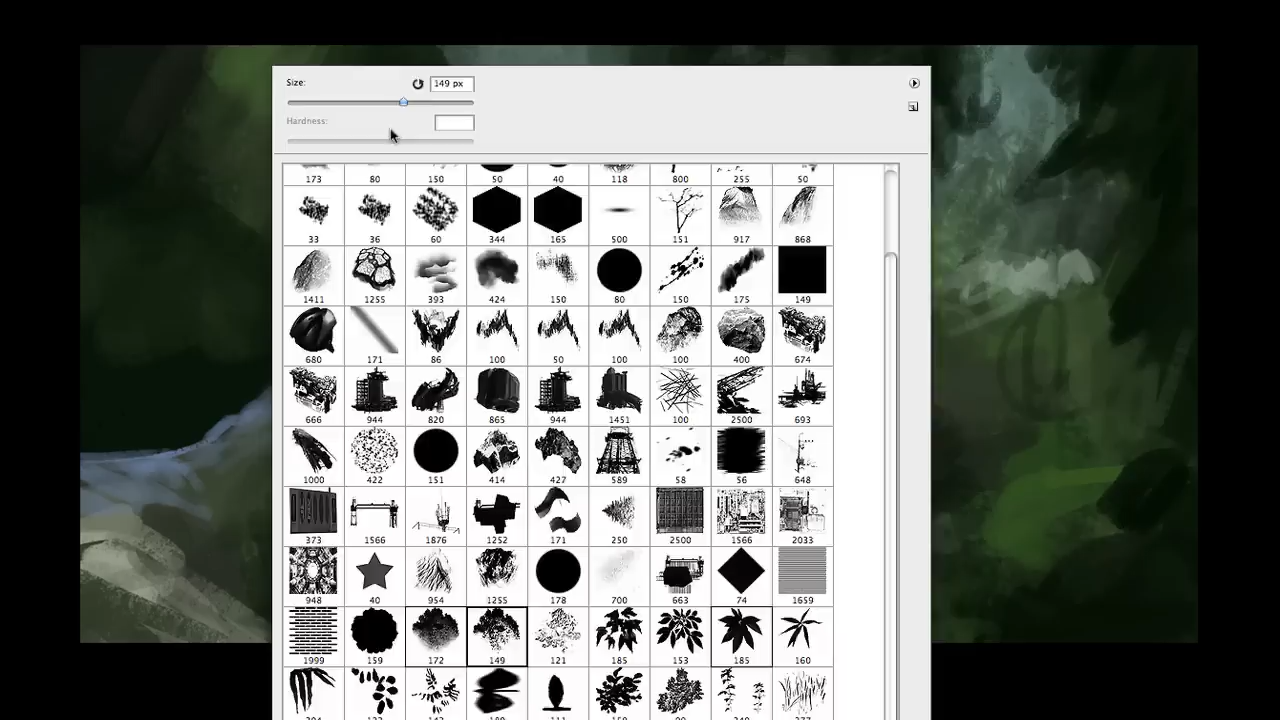 Size: 149 px
Hardness:
173 80 150 50 40 118 800 255 50
33 36 60 344 165 500 151 917 868
1411 1255 393 424 150 80 150 175 149
680 171 86 100 50 100 100 400 674
666 944 820 865 944 1451 100 2500 693
1000 422 151 414 427 589 58 56 648
373 1566 1876 1252 171 250 2500 1566 2033
948 40 954 1255 178 700 663 74 1659
1999 159 172 149 121 185 153 185 160